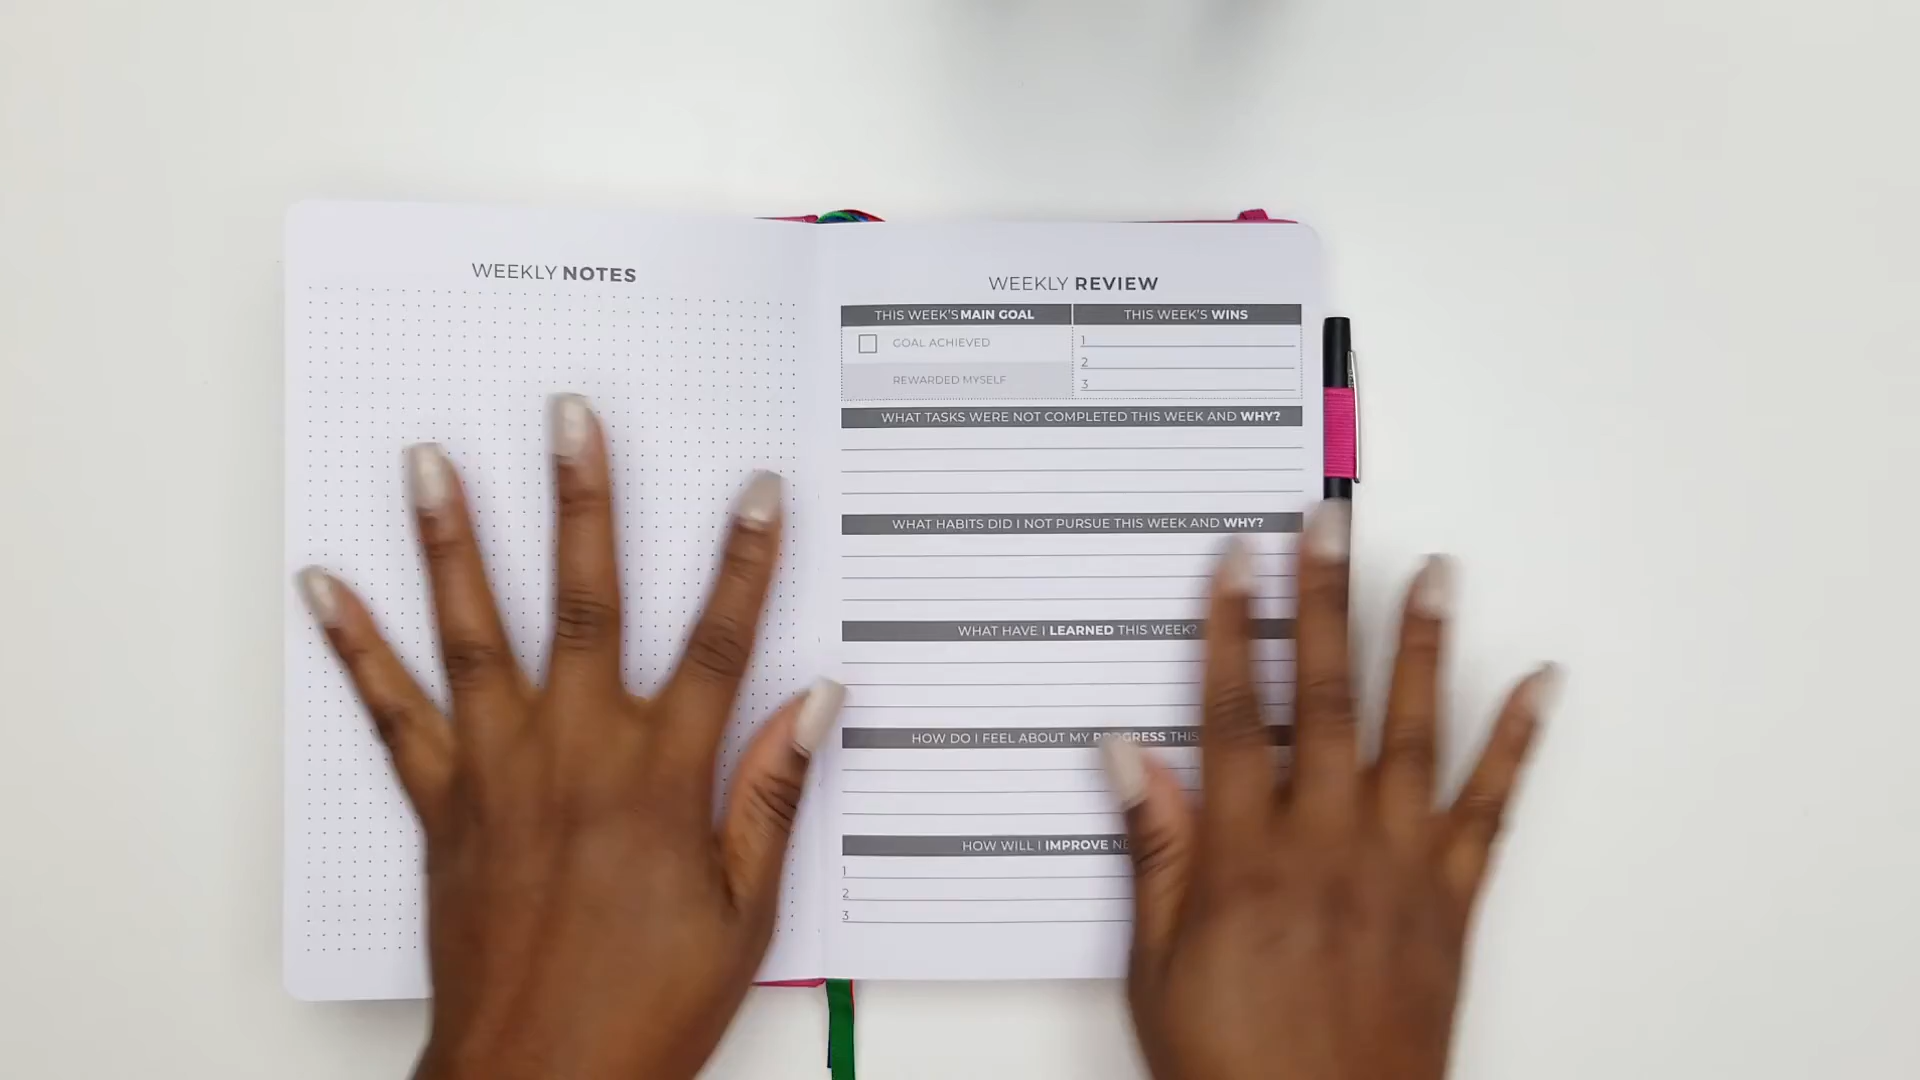 WEEKLY NOTES
WEEKLY REVIEW
THIS WEEK'S MAIN GOAL
THIS WEEK'S WINS
GOAL ACHIEVED
REWARDED MYSELF
1
2
3
WHAT TASKS WERE NOT COMPLETED THIS WEEK AND WHY?
WHAT HABITS DID I NOT PURSUE THIS WEEK AND WHY?
WHAT HAVE I LEARNED THIS WEEK?
HOW DO I FEEL ABOUT MY PROGRESS THIS
HOW WILL I IMPROVE
1
2
3